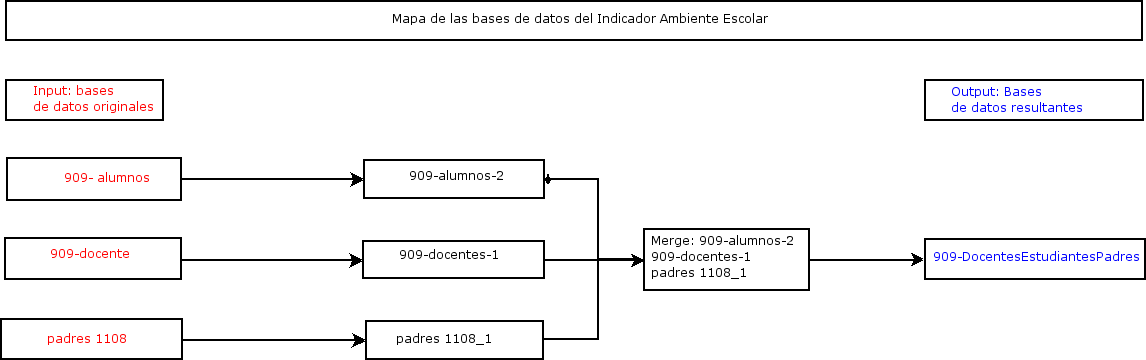 Mapa de las bases de datos del Indicador Ambiente Escolar
Input: bases
de datos originales
Output: Bases
de datos resultantes
909- alumnos
909-alumnos-2
909-docente
909-docentes-1
Merge: 909-alumnos-2
909-docentes-1
padres 1108_1
909-DocentesEstudiantesPadres
padres 1108
padres 1108_1